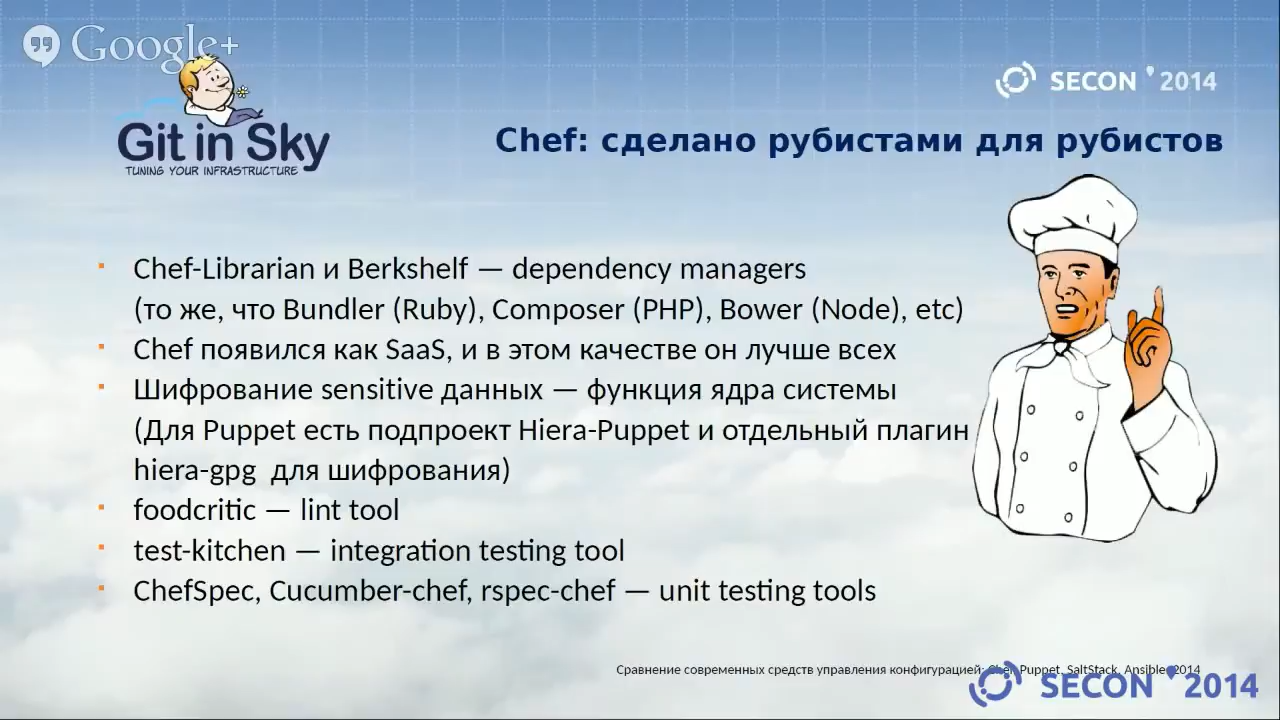 Google+
SECON 2014
Git in Sky
TUNING YOUR INFRASTRUCTURE
Chef: сделано рубистами для рубистов
Chef-Librarian и Berkshelf — dependency managers
(то же, что Bundler (Ruby), Composer (PHP), Bower (Node), etc)
Chef появился как SaaS, и в этом качестве он лучше всех
Шифрование sensitive данных — функция ядра системы
(Для Puppet есть подпроект Hiera-Puppet и отдельный плагин
hiera-gpg для шифрования)
foodcritic — lint tool
test-kitchen — integration testing tool
ChefSpec, Cucumber-chef, rspec-chef — unit testing tools
Сравнение современных средств управления конфигурацией: Chef, Puppet, SaltStack, Ansible, 2014
SECON 2014